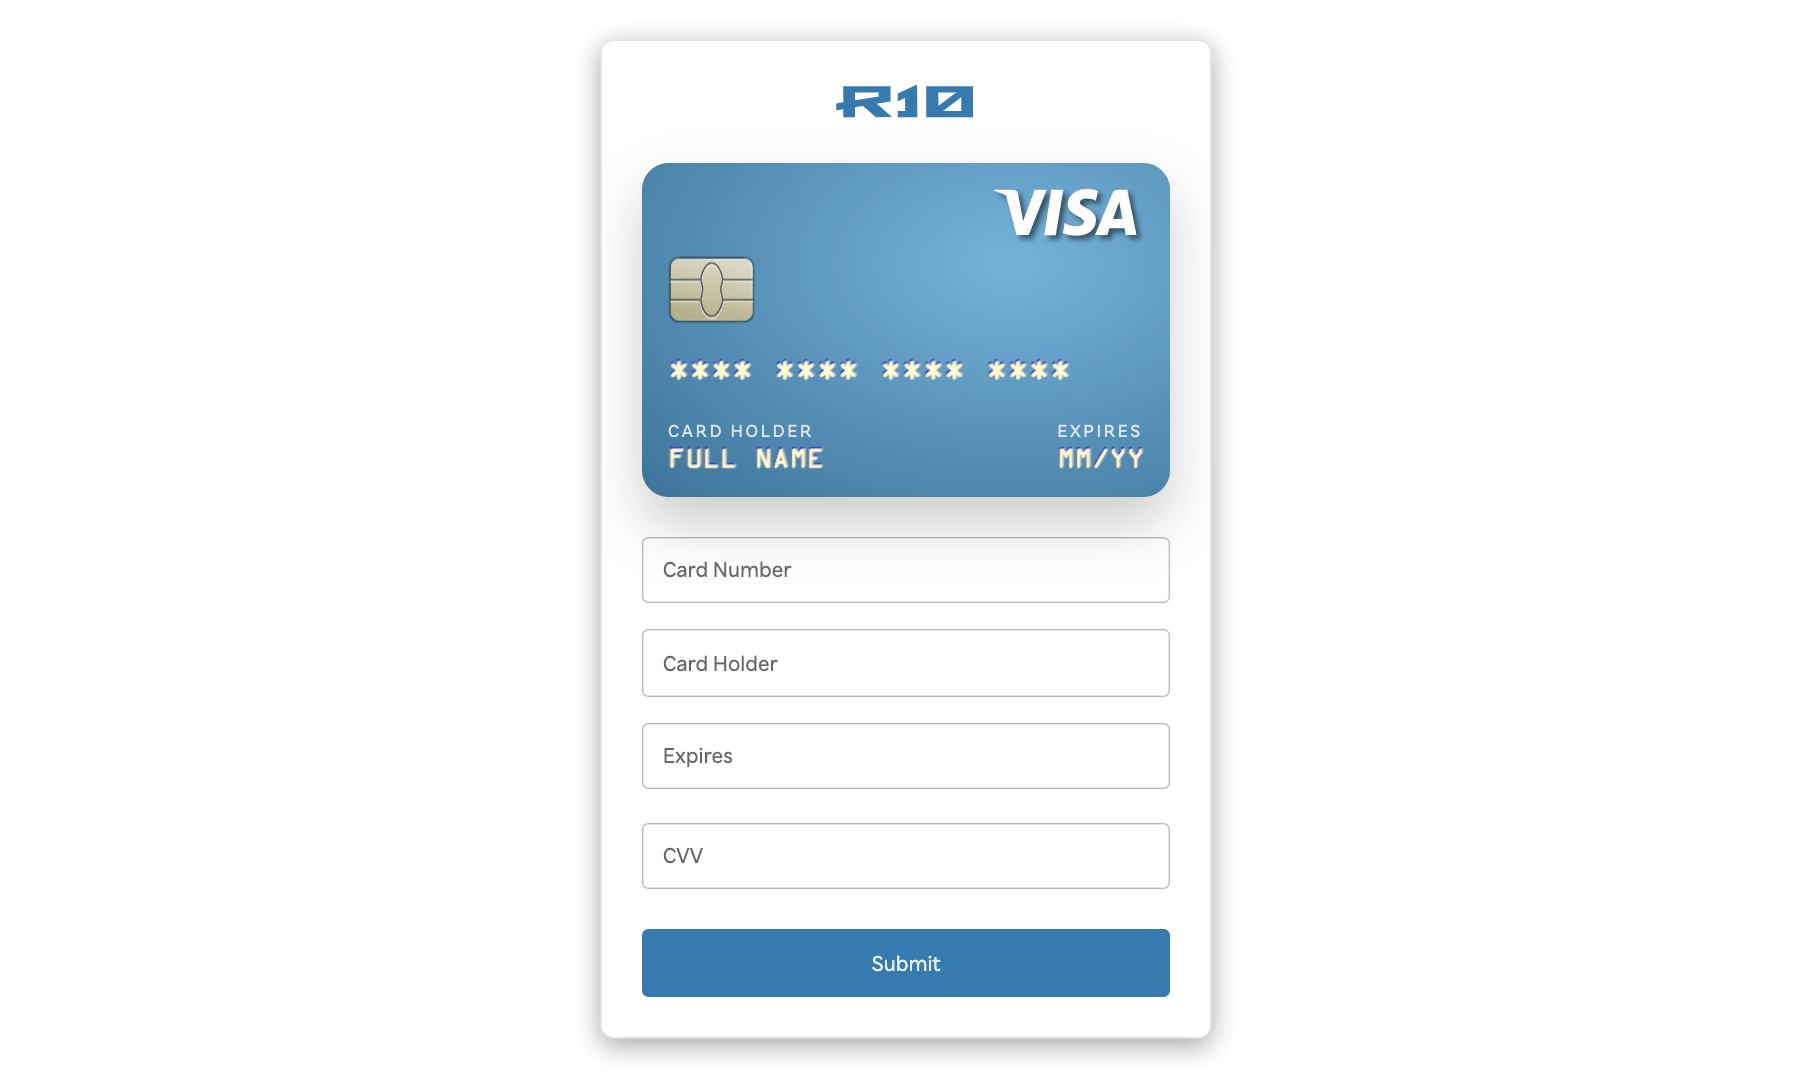 R10
VISA
**** **** **** ****
CARD HOLDER EXPIRES
FULL NAME MM/YY
Card Number
Card Holder
Expires
CVV
Submit